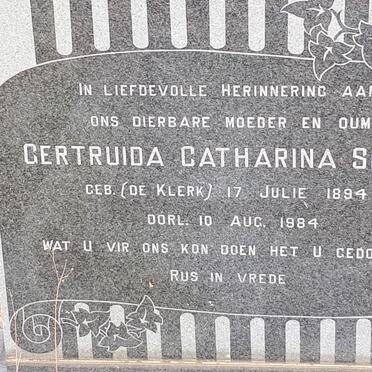 IN LIEFDEVOLLE HERINNERING AAN
ONS DIERBARE MOEDER EN OUM
GERTRUIDA CATHARINA S
GEB. (DE KLERK) 17 JULIE 1894
OORL. 10 AUG. 1984
WAT U VIR ONS KON DOEN HET U GEDO
RUS IN VREDE